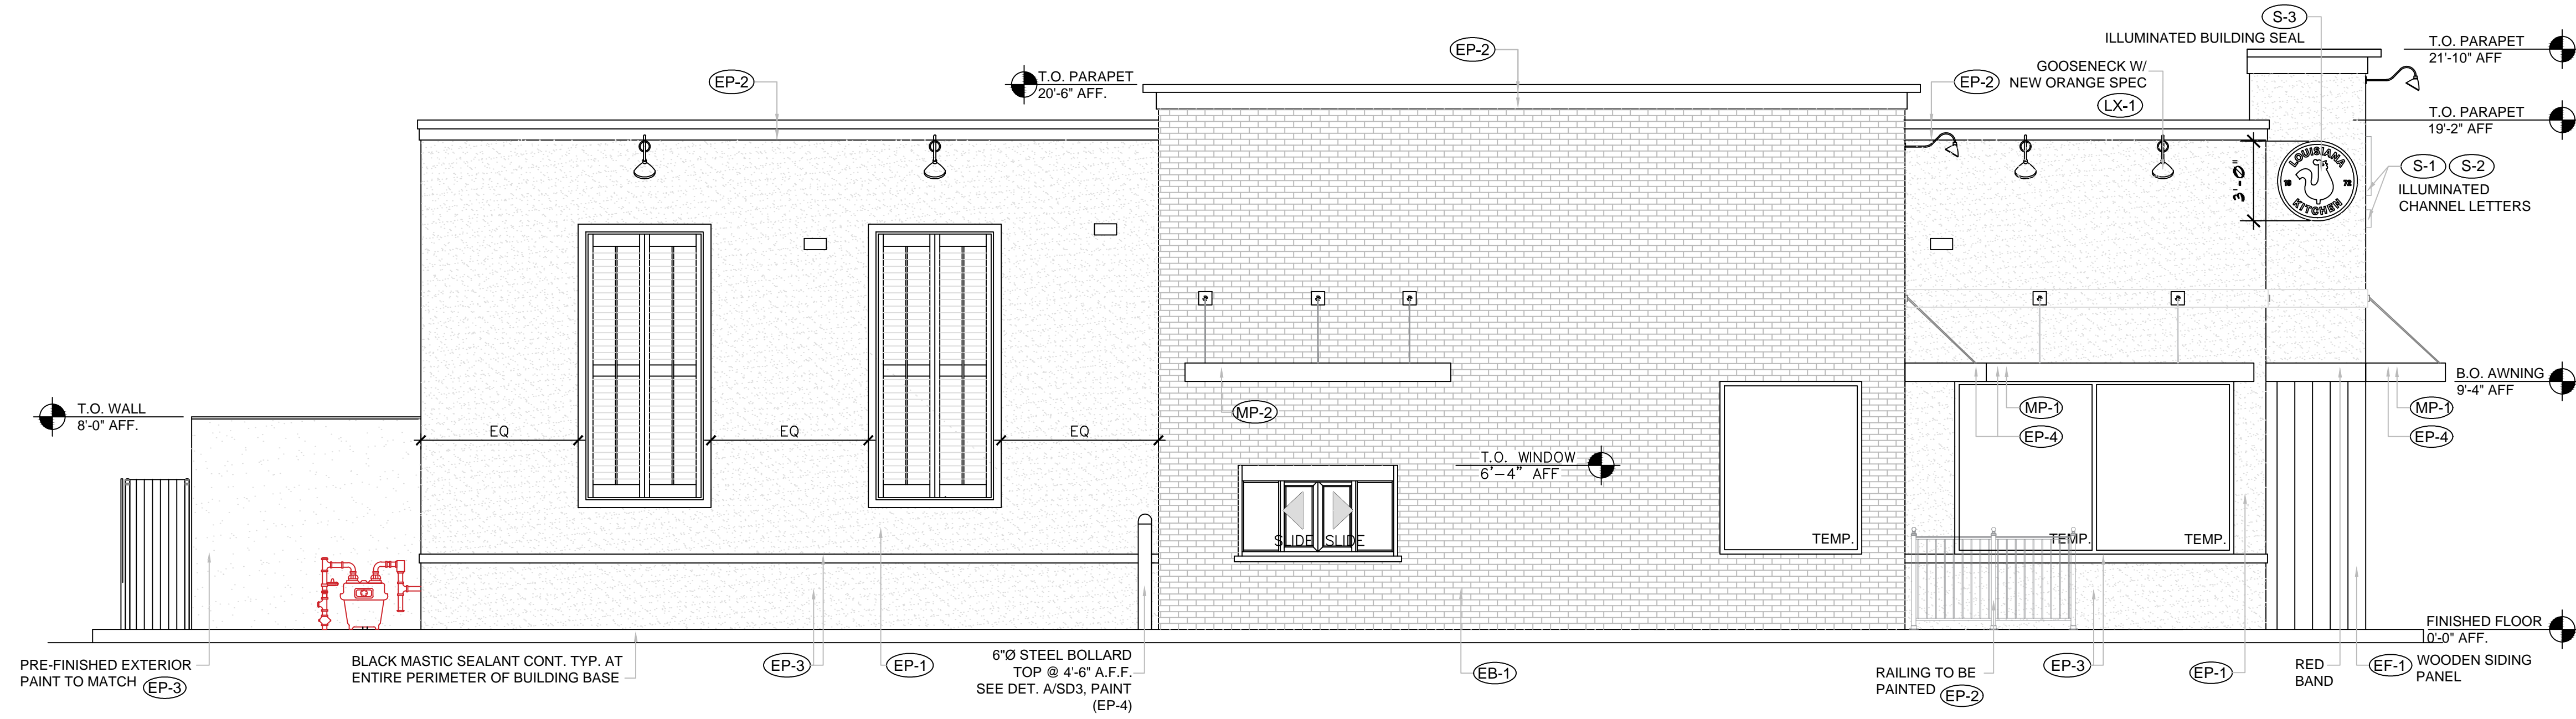 S-3
ILLUMINATED BUILDING SEAL
T.O. PARAPET
21'-10" AFF
EP-2
EP-2
T.O. PARAPET
20'-6" AFF.
EP-2
GOOSENECK W/
NEW ORANGE SPEC
LX-1
T.O. PARAPET
19'-2" AFF
LOUISIANA
19 72
KITCHEN
3'-0"
S-1 S-2
ILLUMINATED
CHANNEL LETTERS
B.O. AWNING
9'-4" AFF
T.O. WALL
8'-0" AFF.
MP-2
MP-1
MP-1
EQ
EQ
EQ
EP-4
EP-4
T.O. WINDOW
6'-4" AFF
SLIDE SLIDE
TEMP.
TEMP.
TEMP.
FINISHED FLOOR
0'-0" AFF.
PRE-FINISHED EXTERIOR
PAINT TO MATCH EP-3
BLACK MASTIC SEALANT CONT. TYP. AT
ENTIRE PERIMETER OF BUILDING BASE
EP-3
EP-1
6"Ø STEEL BOLLARD
TOP @ 4'-6" A.F.F.
SEE DET. A/SD3, PAINT
(EP-4)
EB-1
RAILING TO BE
PAINTED EP-2
EP-3
EP-1
RED
BAND
EF-1 WOODEN SIDING
PANEL